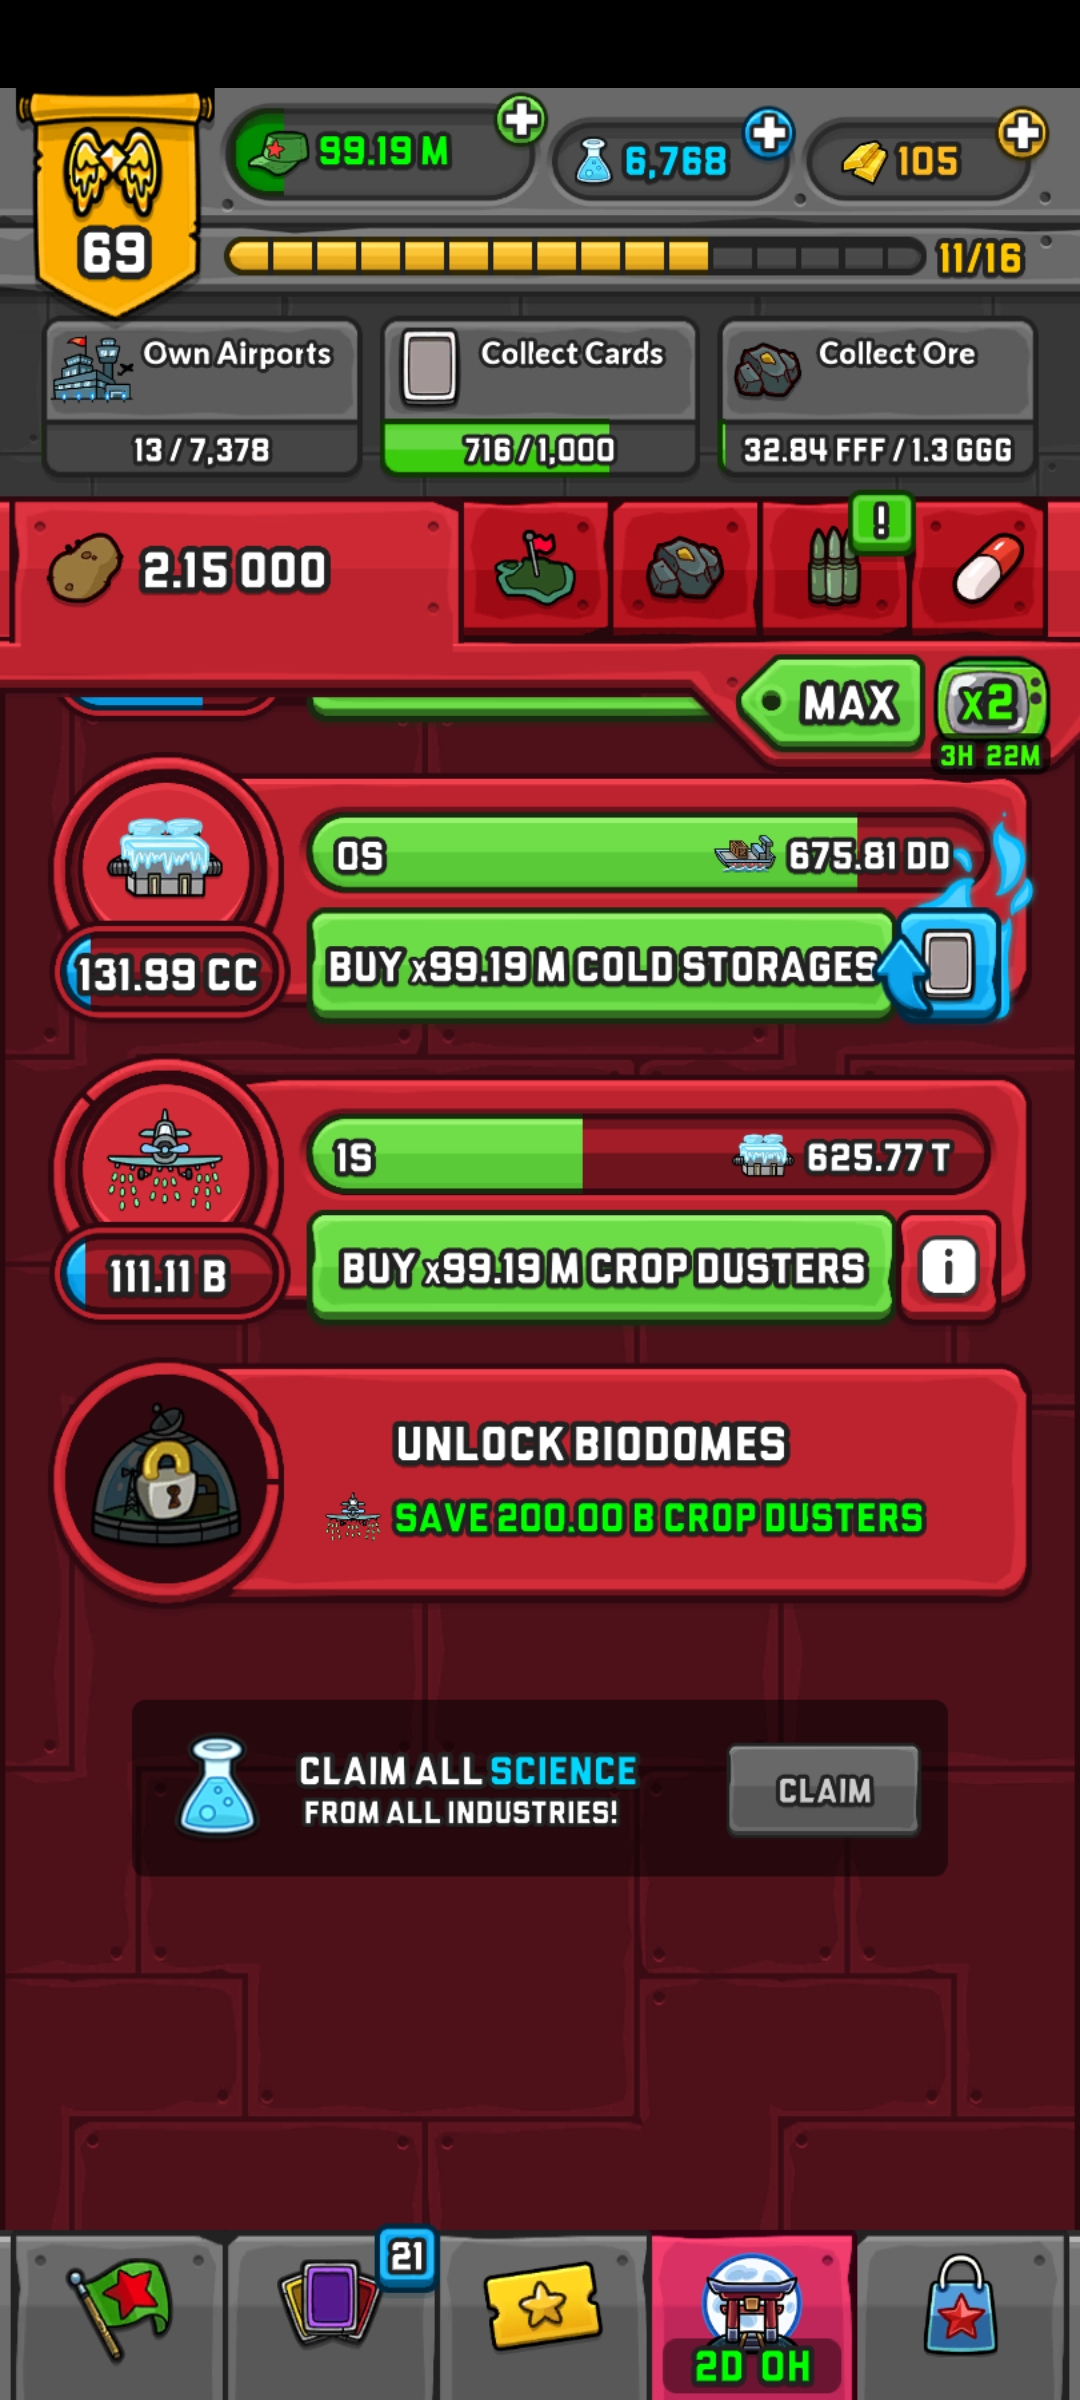 99.19 M
6,768
105
69
11/16
Own Airports
13 / 7,378
Collect Cards
716 / 1,000
Collect Ore
32.84 FFF / 1.3 GGG
2.15 OOO
!
MAX
x2
3H 22M
0S
675.81 DD
131.99 CC
BUY x99.19 M COLD STORAGES
1S
625.77 T
111.11 B
BUY x99.19 M CROP DUSTERS
i
UNLOCK BIODOMES
SAVE 200.00 B CROP DUSTERS
CLAIM ALL SCIENCE
FROM ALL INDUSTRIES!
CLAIM
21
2D 0H